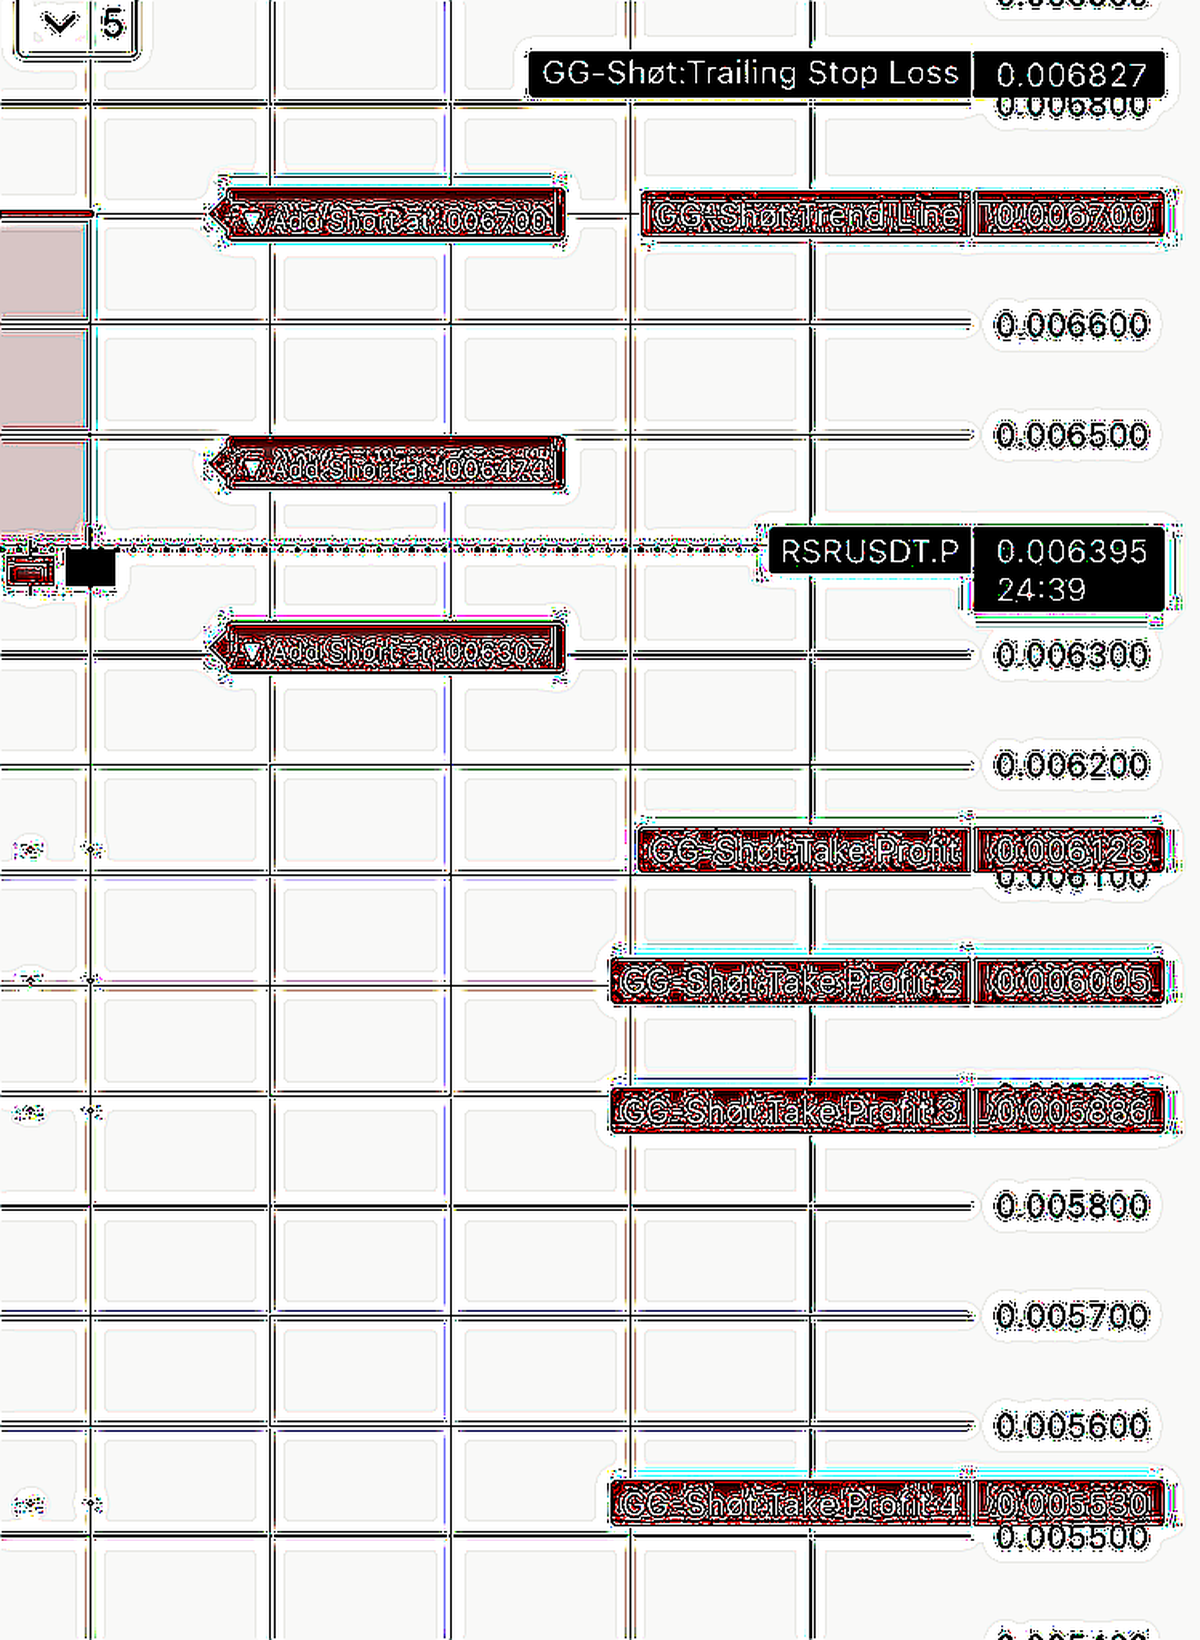 5
GG-Shøt:Trailing Stop Loss 0.006827
0.006800
▼ Add Short at .006700 GG-Shøt:Trend Line 0.006700
0.006600
0.006500
▼ Add Short at .006474
RSRUSDT.P 0.006395
24:39
▼ Add Short at .006307
0.006300
0.006200
GG-Shøt:Take Profit 0.006123
0.006100
GG-Shøt:Take Profit 2 0.006005
GG-Shøt:Take Profit 3 0.005886
0.005800
0.005700
0.005600
GG-Shøt:Take Profit 4 0.005530
0.005500